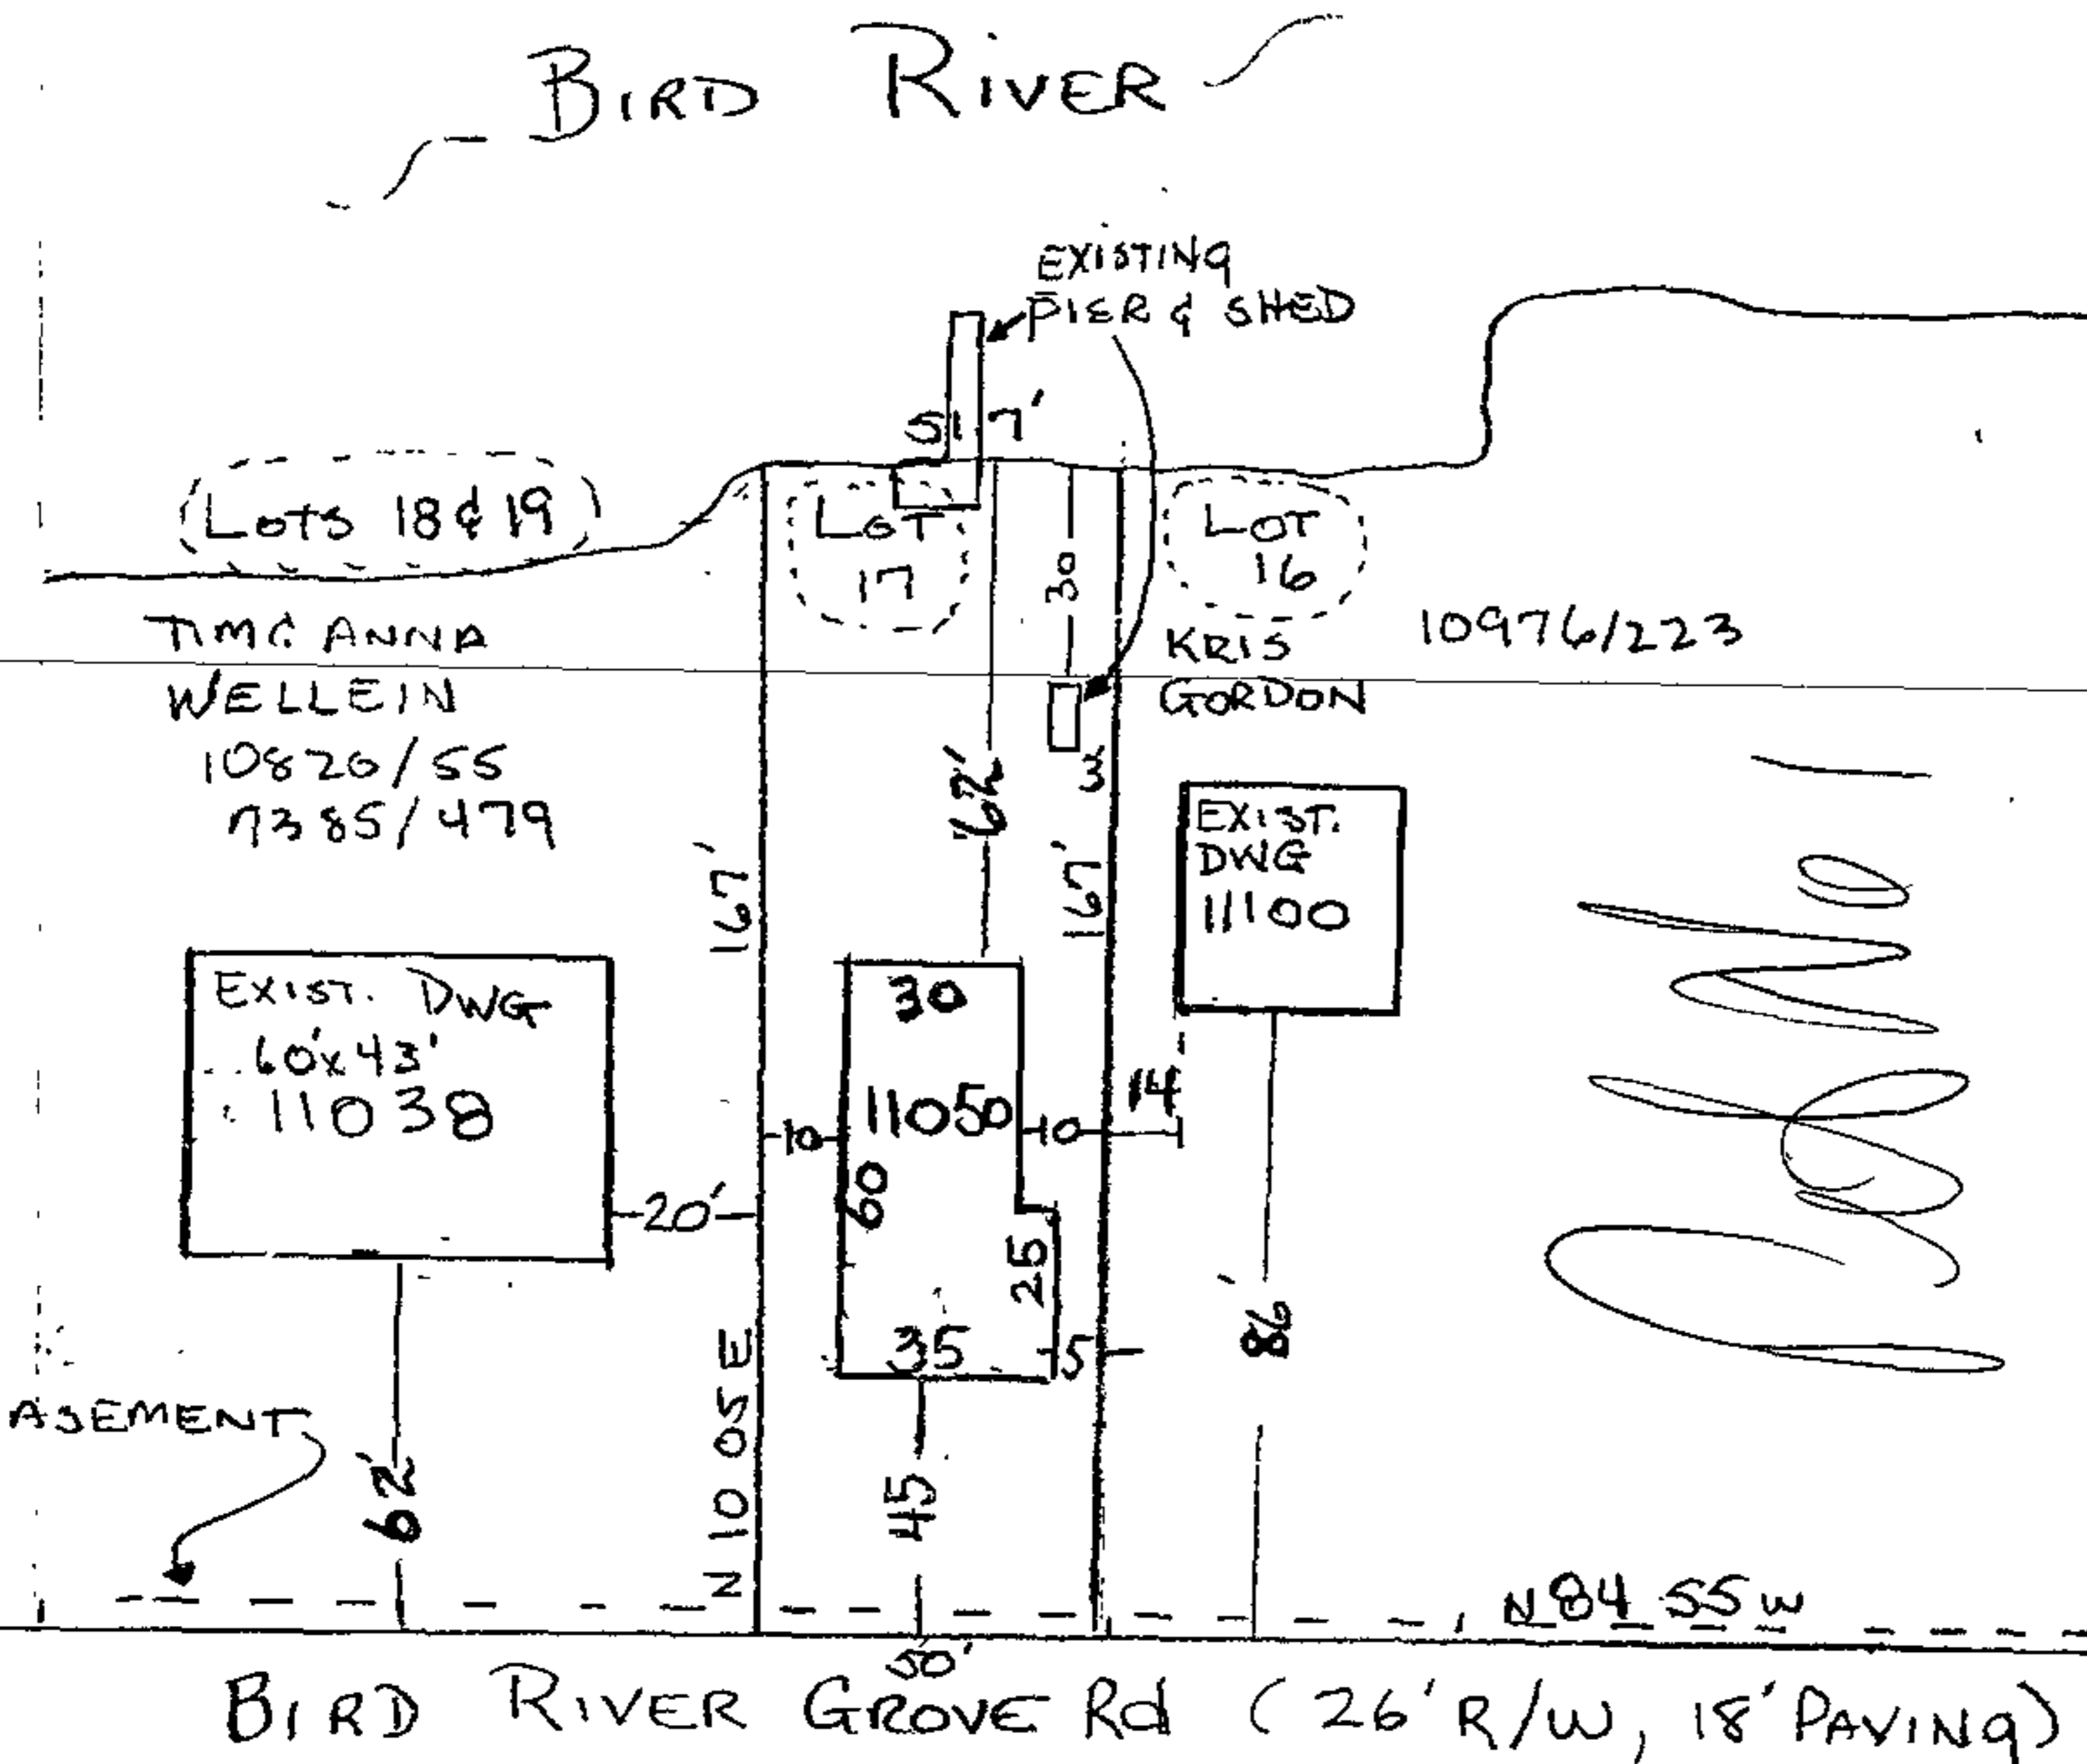 BIRD RIVER
EXISTING
PIER & SHED
51 7'
LOTS 18 & 19
LOT
17
LOT
16
30
TIM & ANNA
WELLEIN
10820/55
7385/479
KRIS
GORDON
10976/223
3'
62'
167'
167'
EXIST.
DWG
11100
EXIST. DWG
60'x43'
11038
30
11050
10
10
14
60
20'
25
35
5
86'
ASEMENT
62'
N 10 05 E
45
N 84 55 W
50'
BIRD RIVER GROVE Rd (26' R/W, 18' PAVING)